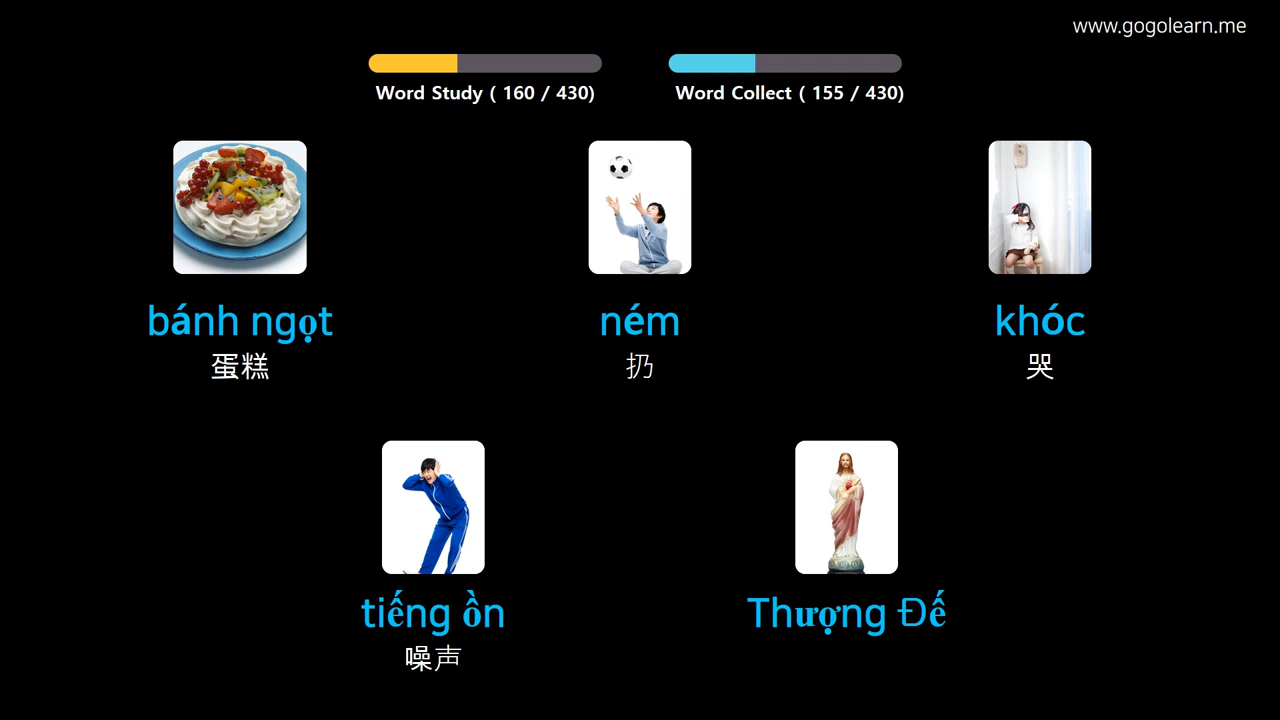 www.gogolearn.me
Word Study ( 160 / 430)
Word Collect ( 155 / 430)
bánh ngọt
ném
khóc
蛋糕
扔
哭
tiếng ồn
Thượng Đế
噪声